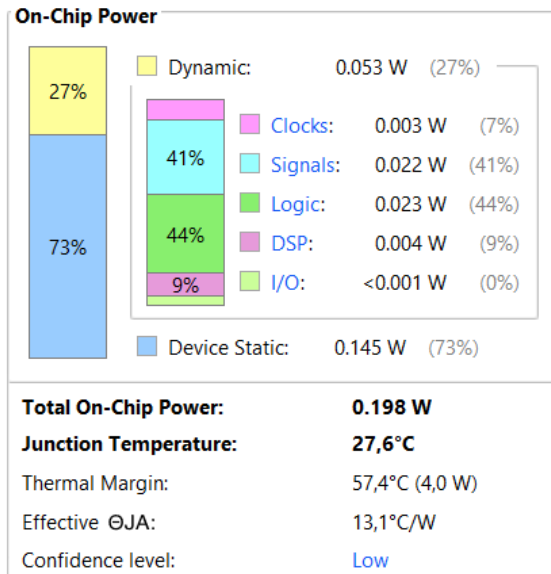 On-Chip Power
27%
73%
Dynamic: 0.053 W (27%)
41%
44%
9%
Clocks: 0.003 W (7%)
Signals: 0.022 W (41%)
Logic: 0.023 W (44%)
DSP: 0.004 W (9%)
I/O: <0.001 W (0%)
Device Static: 0.145 W (73%)
Total On-Chip Power: 0.198 W
Junction Temperature: 27,6°C
Thermal Margin: 57,4°C (4,0 W)
Effective ΘJA: 13,1°C/W
Confidence level: Low